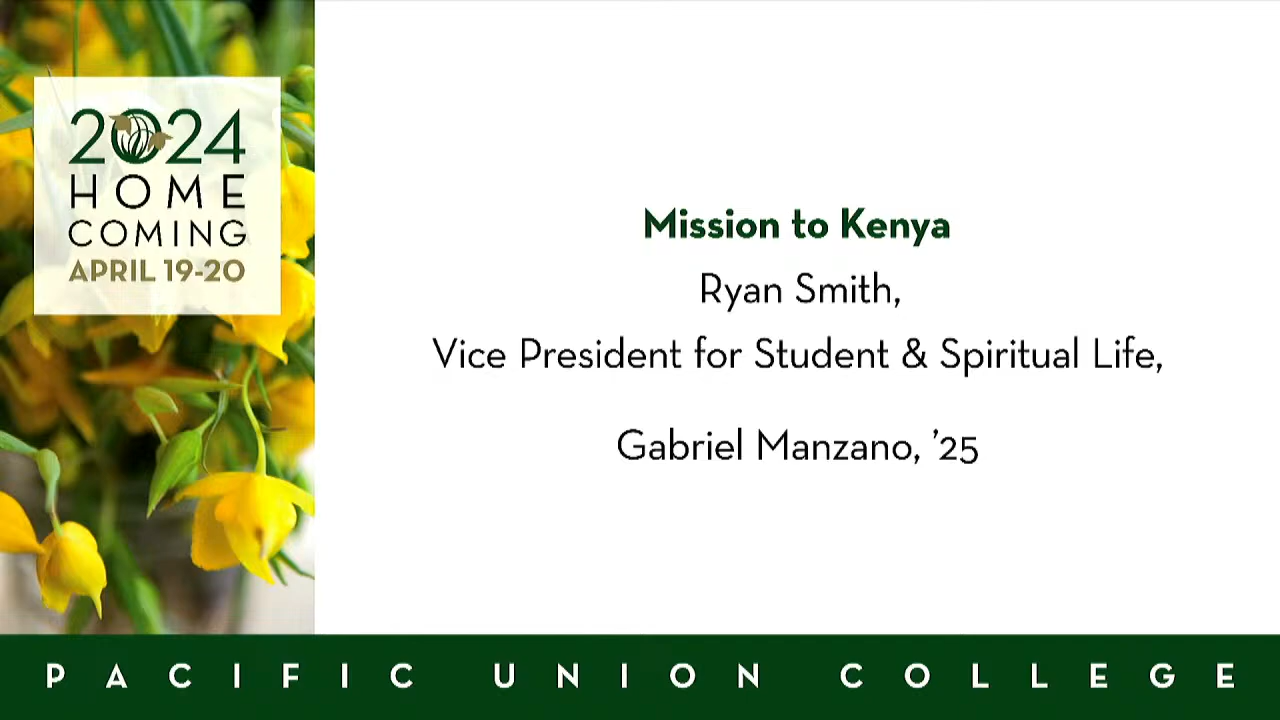 2024
HOME
COMING
APRIL 19-20
Mission to Kenya
Ryan Smith,
Vice President for Student & Spiritual Life,
Gabriel Manzano, ’25
PACIFIC UNION COLLEGE